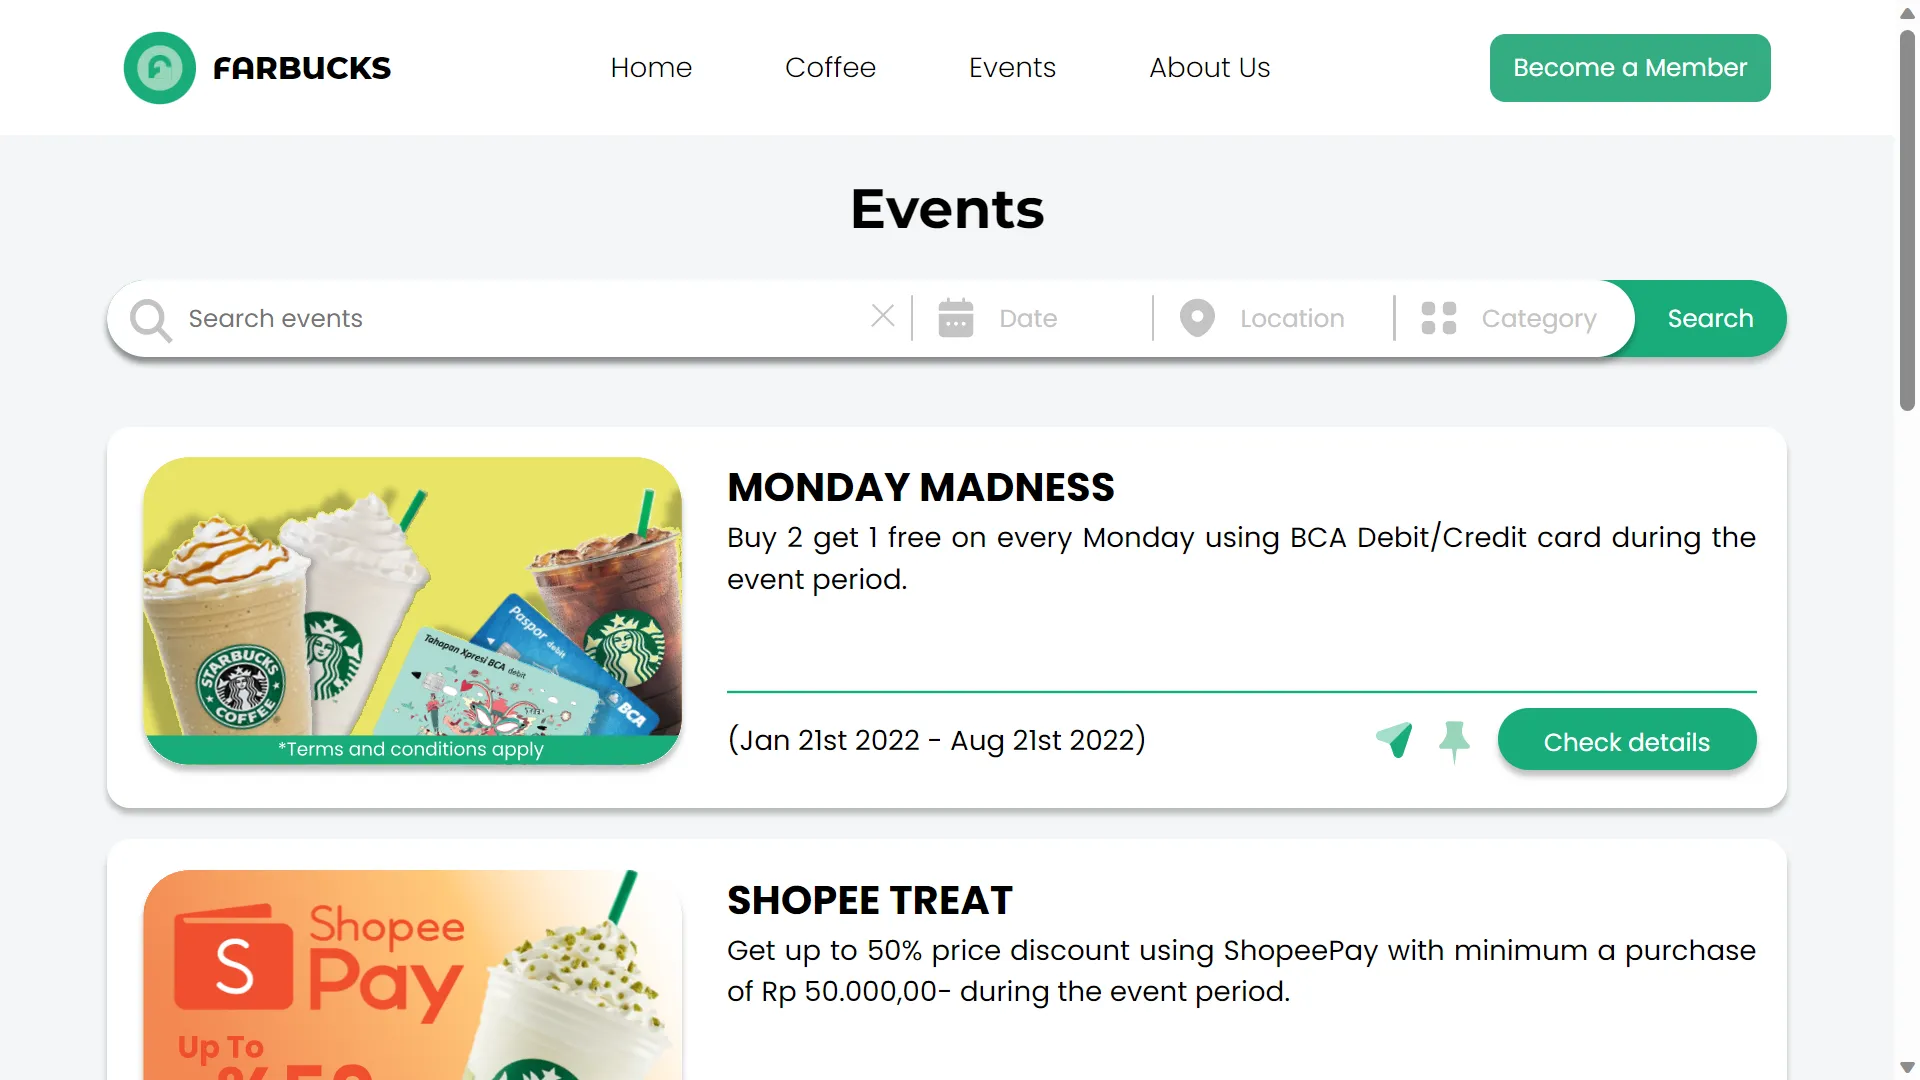 FARBUCKS
Home
Coffee
Events
About Us
Become a Member
Events
Search events
Date
Location
Category
Search
STARBUCKS
COFFEE
Tahapan Xpresi BCA debit
Paspor debit
BCA
*Terms and conditions apply
MONDAY MADNESS
Buy 2 get 1 free on every Monday using BCA Debit/Credit card during the
event period.
(Jan 21st 2022 - Aug 21st 2022)
Check details
S
Shopee
Pay
Up To
SHOPEE TREAT
Get up to 50% price discount using ShopeePay with minimum a purchase
of Rp 50.000,00- during the event period.